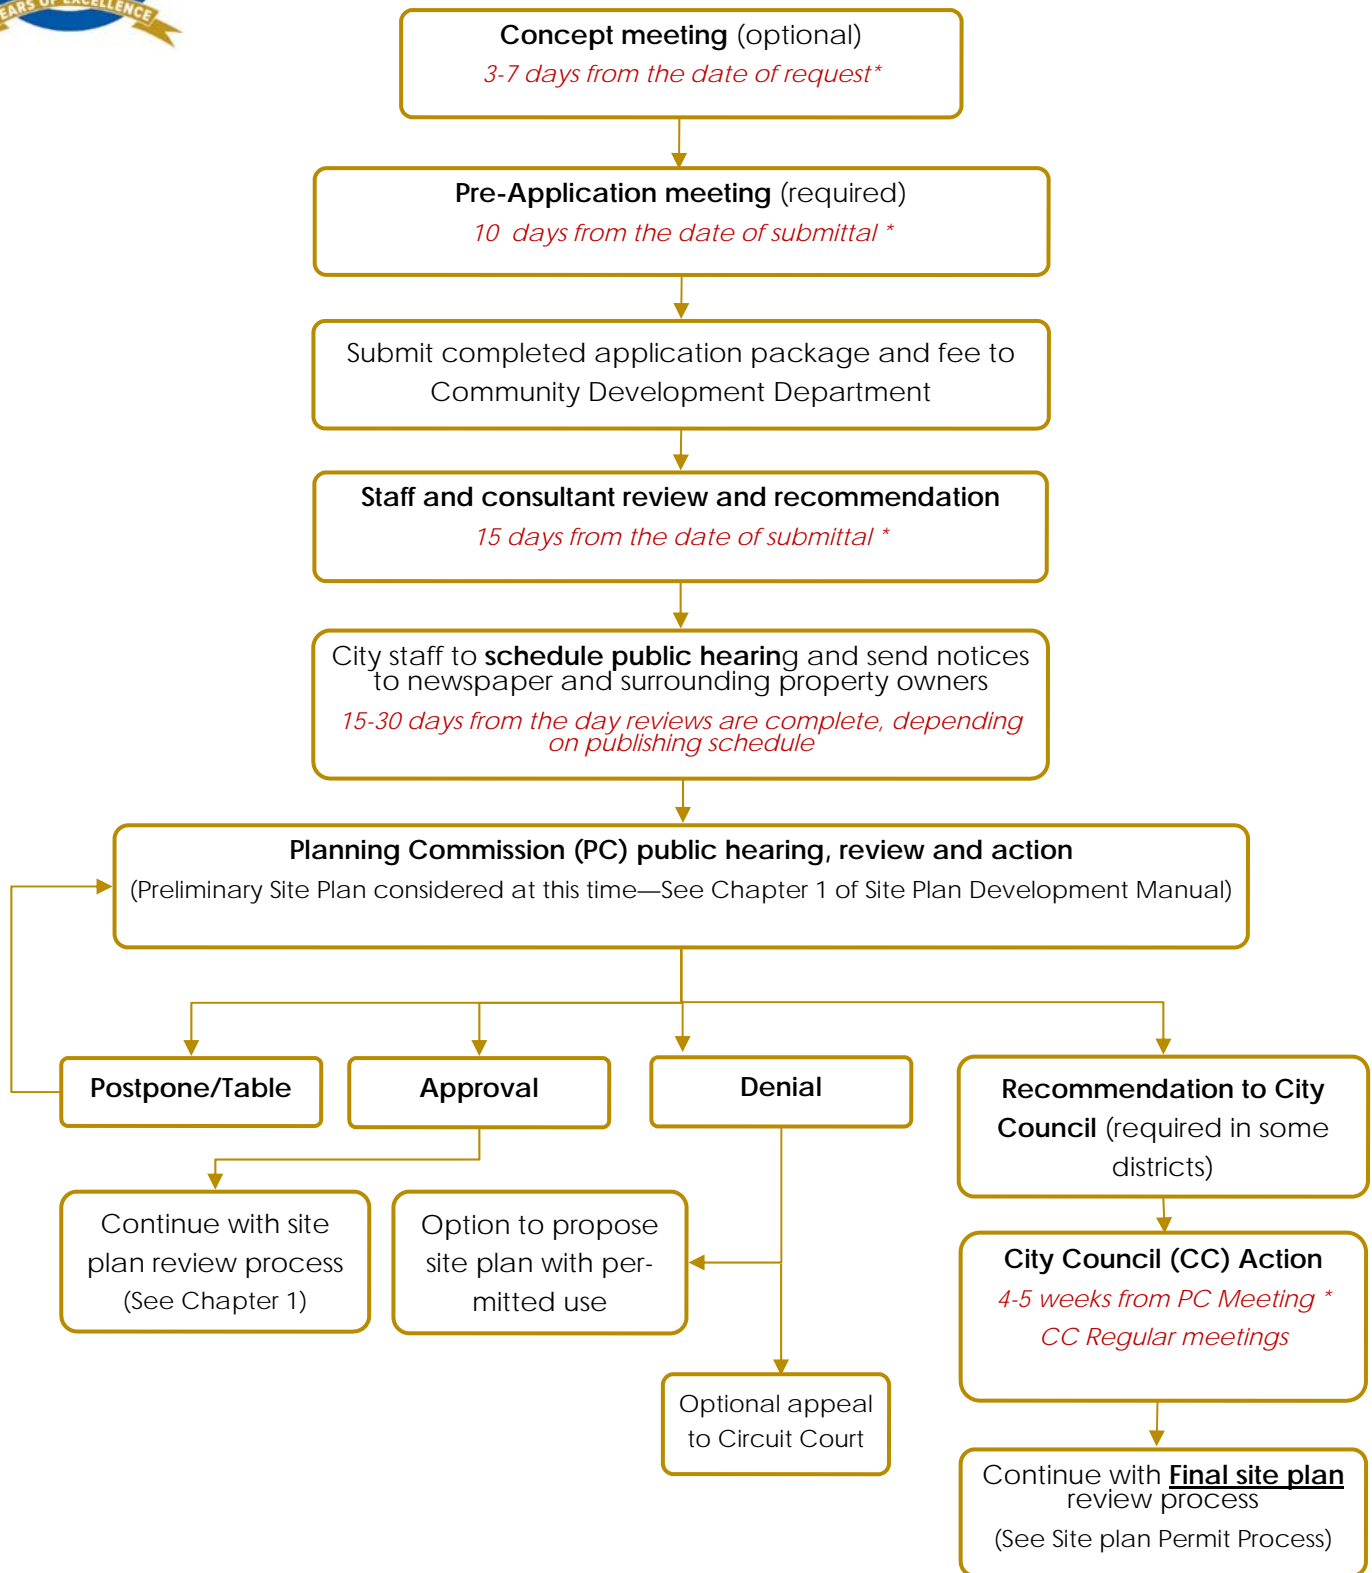 EARS OF EXCELLENCE
Concept meeting (optional)
3-7 days from the date of request*
Pre-Application meeting (required)
10 days from the date of submittal *
Submit completed application package and fee to
Community Development Department
Staff and consultant review and recommendation
15 days from the date of submittal *
City staff to schedule public hearing and send notices
to newspaper and surrounding property owners
15-30 days from the day reviews are complete, depending
on publishing schedule
Planning Commission (PC) public hearing, review and action
(Preliminary Site Plan considered at this time—See Chapter 1 of Site Plan Development Manual)
Postpone/Table
Approval
Denial
Recommendation to City
Council (required in some
districts)
Continue with site
plan review process
(See Chapter 1)
Option to propose
site plan with per-
mitted use
City Council (CC) Action
4-5 weeks from PC Meeting *
CC Regular meetings
Optional appeal
to Circuit Court
Continue with Final site plan
review process
(See Site plan Permit Process)